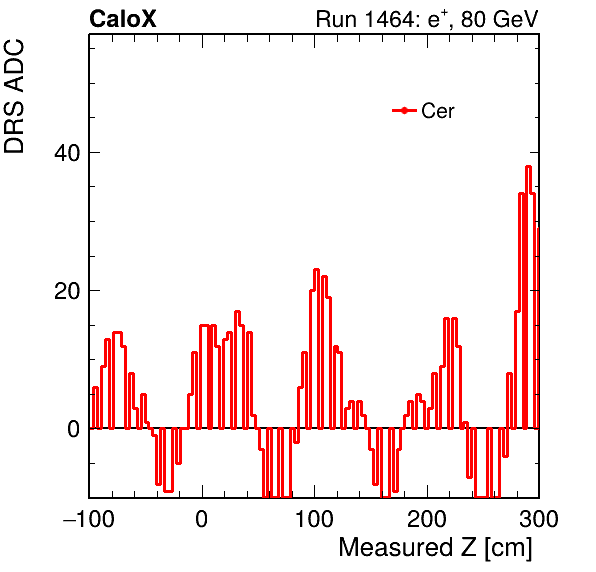 CaloX Run 1464: e⁺, 80 GeV
DRS ADC
Cer
40
20
0
−100 0 100 200 300
Measured Z [cm]